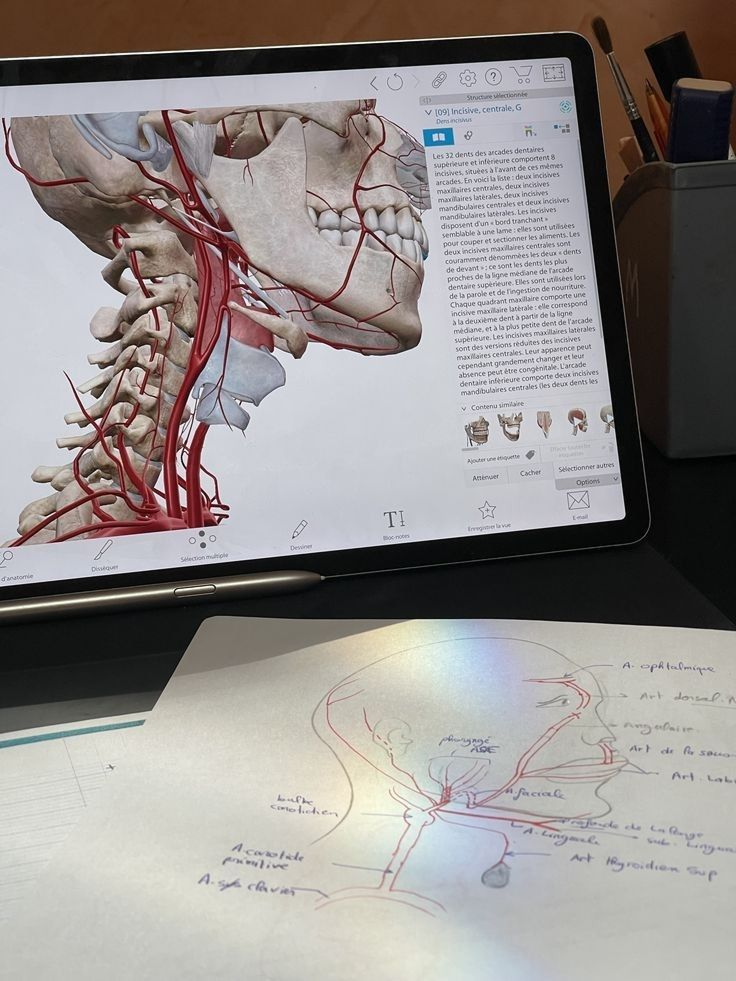 Structure sélectionnée
[09] Incisive, centrale, G
Dens incisivus
Les 32 dents des arcades dentaires
supérieure et inférieure comportent 8
incisives, situées à l'avant de ces mêmes
arcades. En voici la liste : deux incisives
maxillaires centrales, deux incisives
maxillaires latérales, deux incisives
mandibulaires centrales et deux incisives
mandibulaires latérales. Les incisives
disposent d'un « bord tranchant »
semblable à une lame : elles sont utilisées
pour couper et sectionner les aliments. Les
deux incisives maxillaires centrales sont
couramment dénommées les deux « dents
de devant » ; ce sont les dents les plus
proches de la ligne médiane de l'arcade
dentaire supérieure. Elles sont utilisées lors
de la parole et de l'ingestion de nourriture.
Chaque quadrant maxillaire comporte une
incisive maxillaire latérale : elle correspond
à la deuxième dent à partir de la ligne
médiane, et à la plus petite dent de l'arcade
supérieure. Les incisives maxillaires latérales
sont des versions réduites des incisives
maxillaires centrales. Leur apparence peut
cependant grandement changer et leur
absence peut être congénitale. L'arcade
dentaire inférieure comporte deux incisives
mandibulaires centrales (les deux dents les
Contenu similaire
Ajouter une étiquette
Effacer toutes les
étiquettes
Atténuer
Cacher
Sélectionner autres
Options
d'anatomie
Disséquer
Sélection multiple
Dessiner
Bloc-notes
Enregistrer la vue
E-mail
A. ophtalmique
Art dorsal.
Angulaire
Art de la sous
Art. Labi
pharyngé
A.faciale
bulbe
carotidien
profonde de la langue
sub. Lingua
A. Linguale
A.carotide
primitive
Art thyroidien Sup
A. s/s clavier